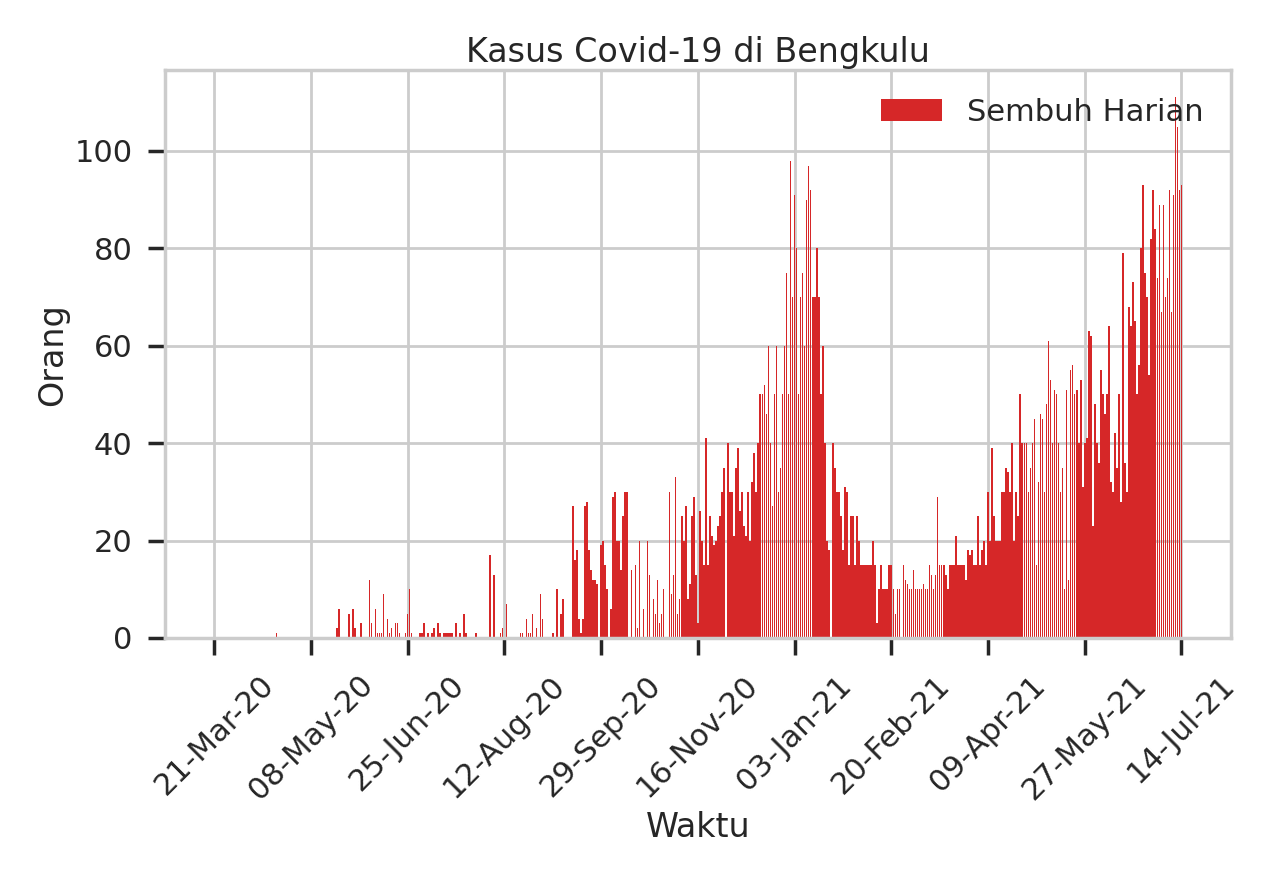 Kasus Covid-19 di Bengkulu
Sembuh Harian
Orang
100
80
60
40
20
0
21-Mar-20
08-May-20
25-Jun-20
12-Aug-20
29-Sep-20
16-Nov-20
03-Jan-21
20-Feb-21
09-Apr-21
27-May-21
14-Jul-21
Waktu